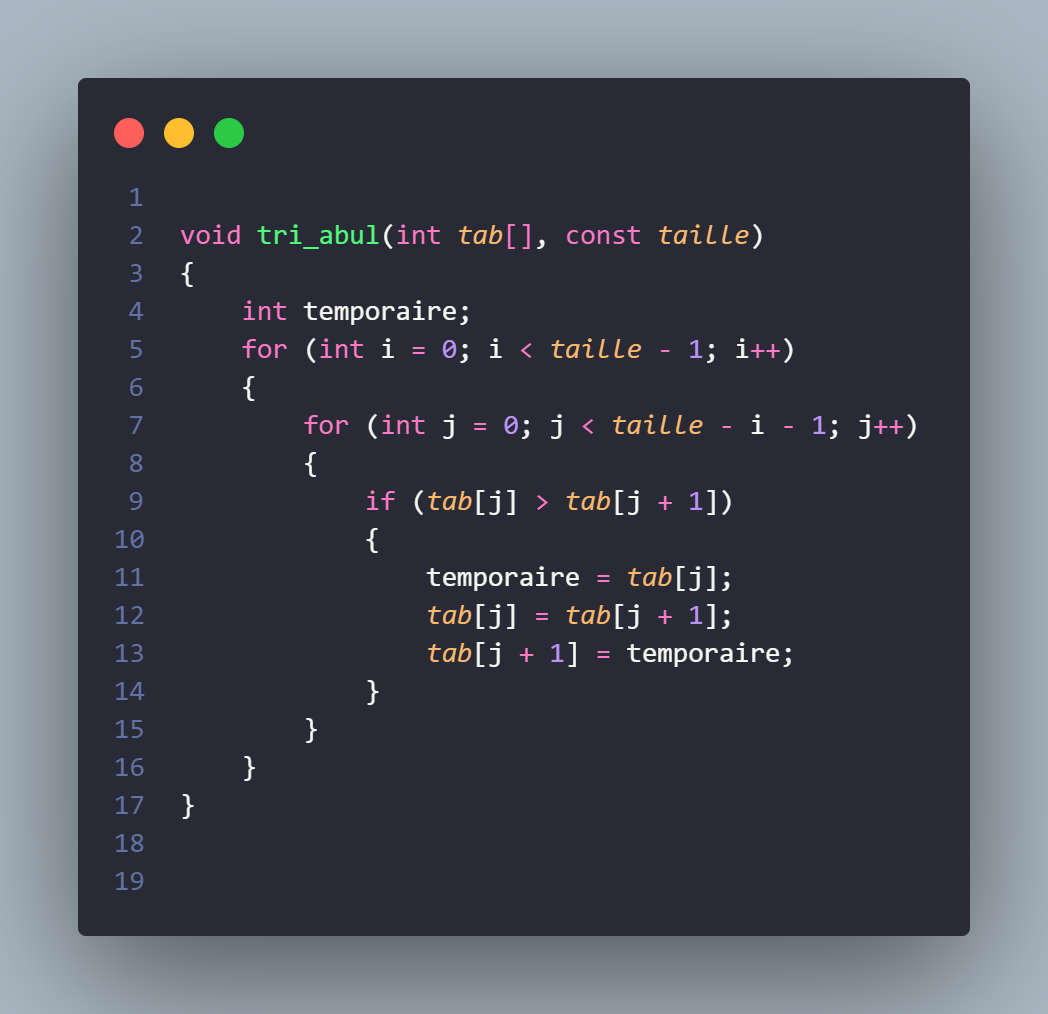 1
2 void tri_abul(int tab[], const taille)
3 {
4     int temporaire;
5     for (int i = 0; i < taille - 1; i++)
6     {
7         for (int j = 0; j < taille - i - 1; j++)
8         {
9             if (tab[j] > tab[j + 1])
10             {
11                 temporaire = tab[j];
12                 tab[j] = tab[j + 1];
13                 tab[j + 1] = temporaire;
14             }
15         }
16     }
17 }
18
19